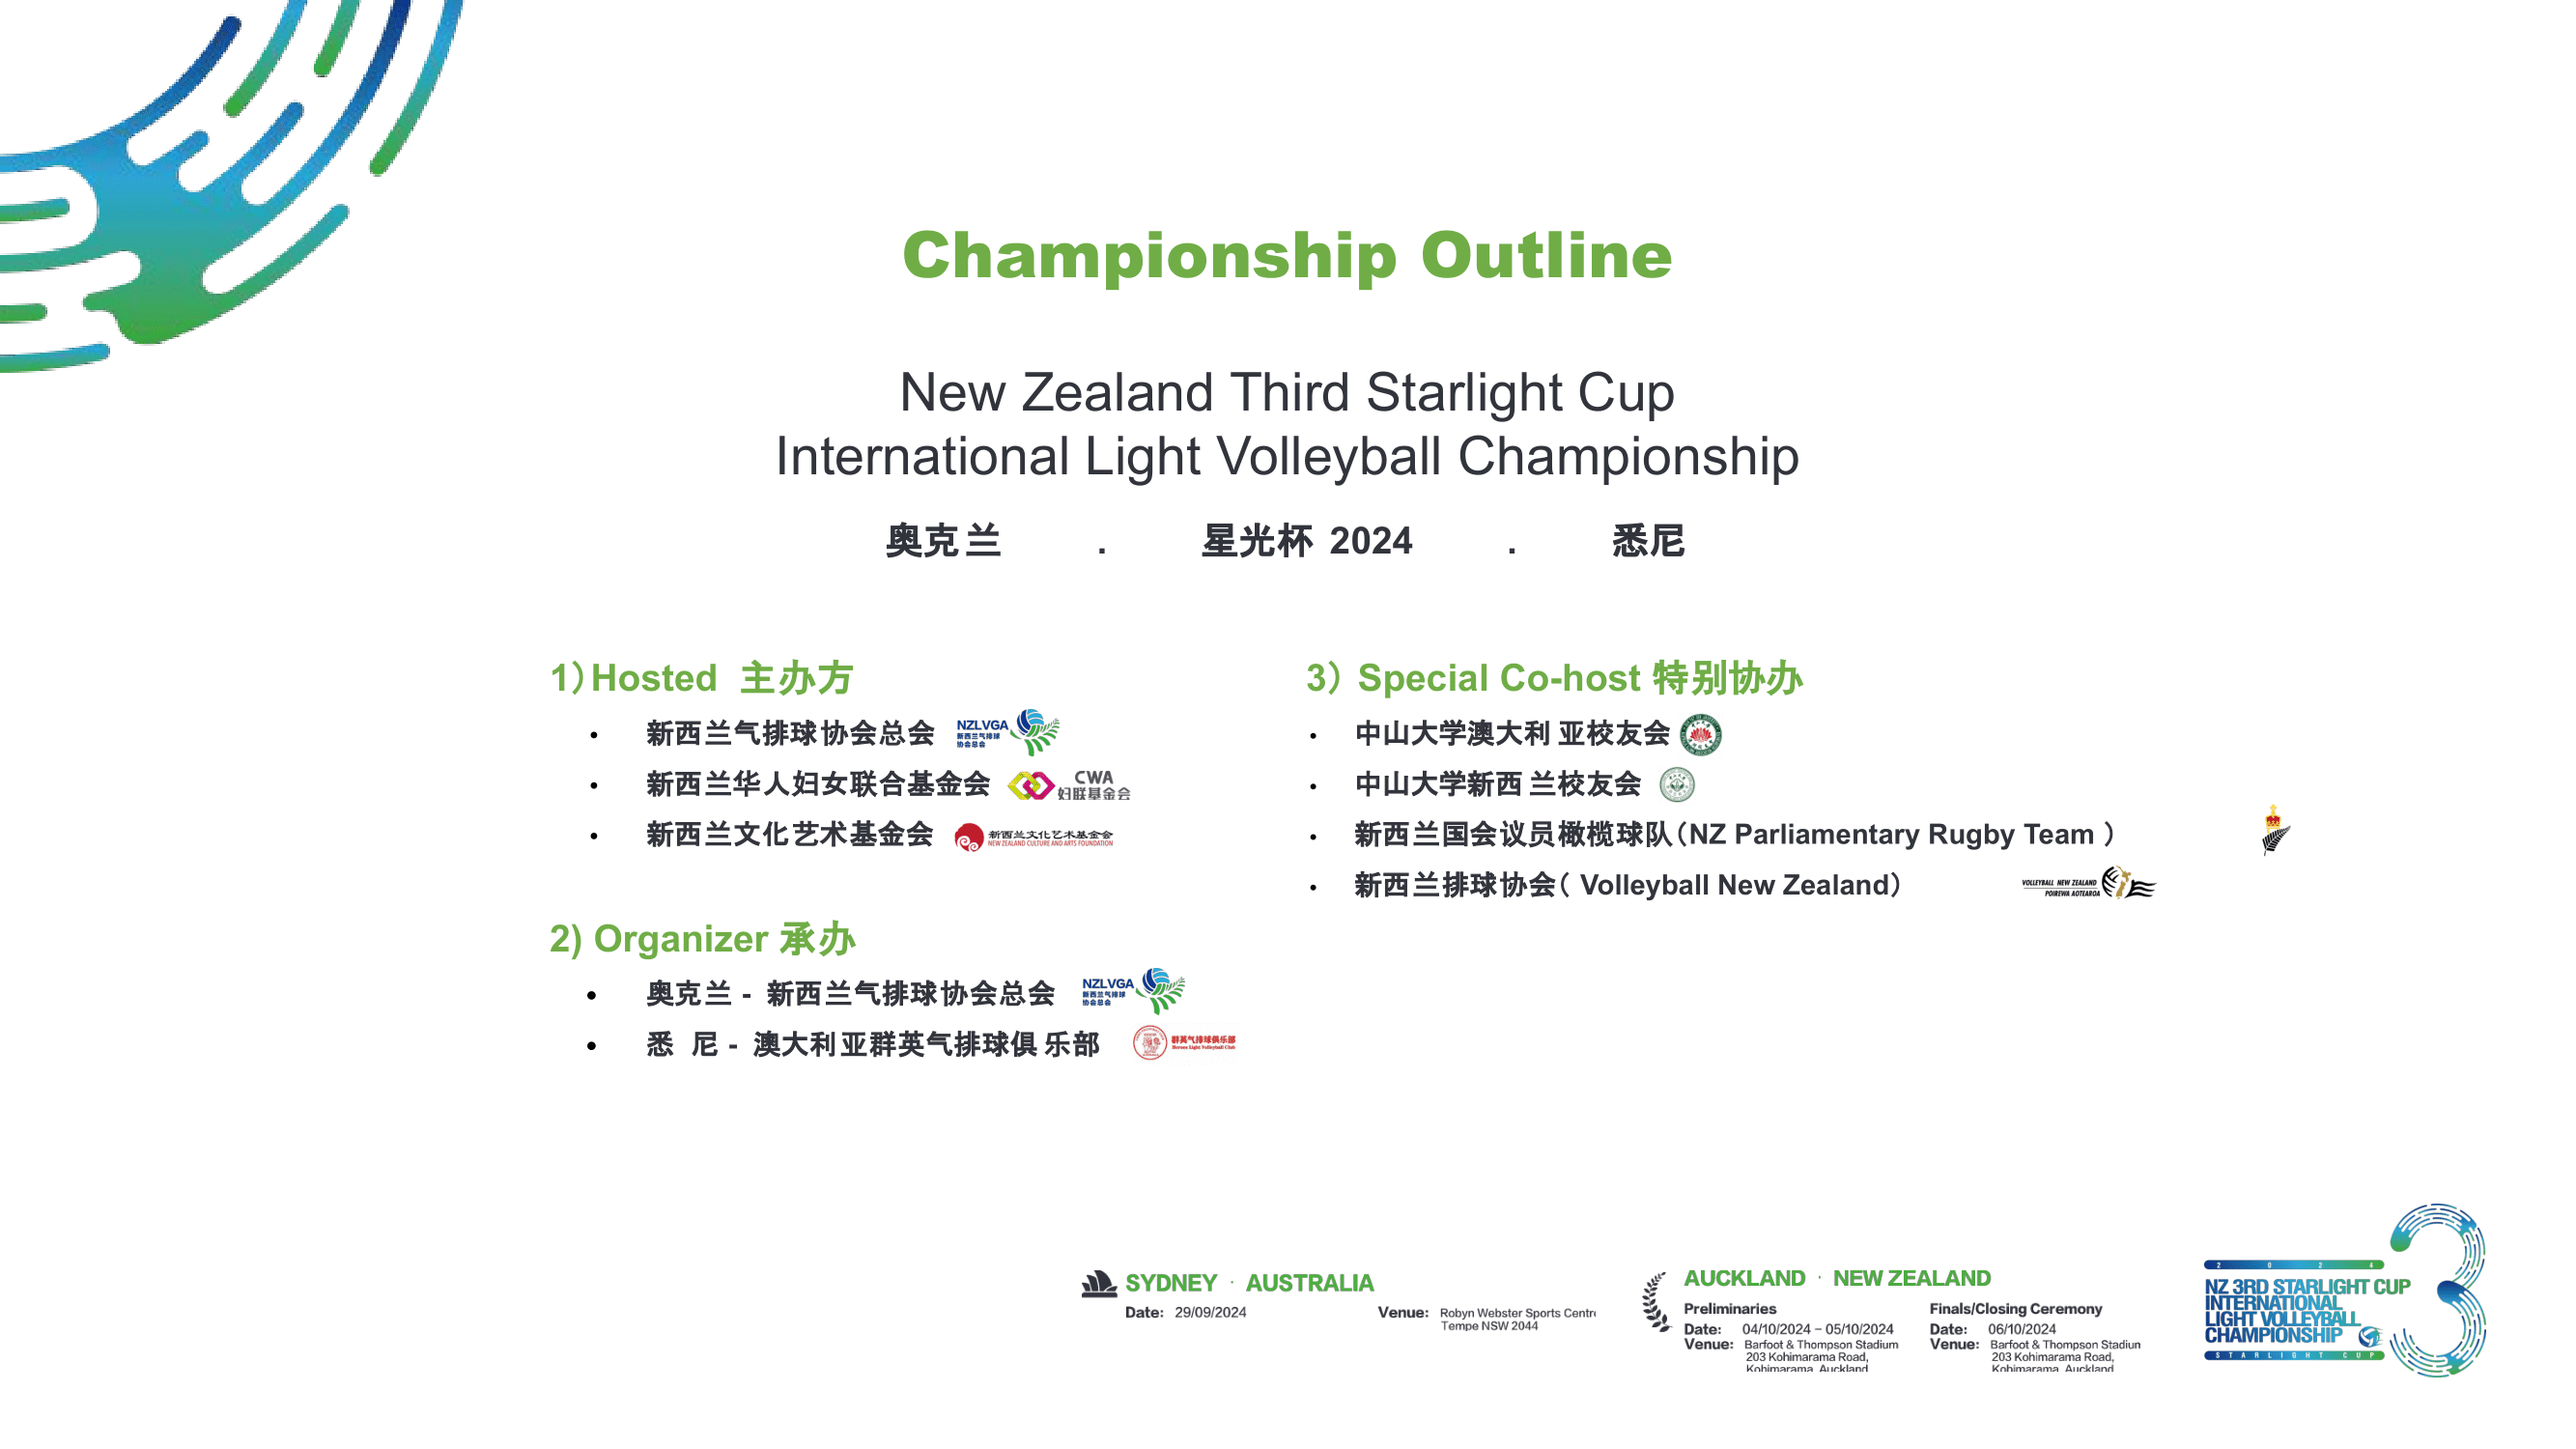 Championship Outline
New Zealand Third Starlight Cup
International Light Volleyball Championship
奥克兰 . 星光杯 2024 . 悉尼
1）Hosted 主办方
• 新西兰气排球协会总会 NZLVGA 新西兰气排球 协会总会
• 新西兰华人妇女联合基金会 CWA 妇联基金会
• 新西兰文化艺术基金会 新西兰文化艺术基金会 NEW ZEALAND CULTURE AND ARTS FOUNDATION
2) Organizer 承办
• 奥克兰 - 新西兰气排球协会总会 NZLVGA 新西兰气排球 协会总会
• 悉 尼 - 澳大利亚群英气排球俱乐部 群英气排球俱乐部 Heroes Light Volleyball Club
3）Special Co-host 特别协办
• 中山大学澳大利亚校友会
• 中山大学新西兰校友会
• 新西兰国会议员橄榄球队（NZ Parliamentary Rugby Team ）
• 新西兰排球协会（ Volleyball New Zealand） VOLLEYBALL NEW ZEALAND POIREWA AOTEAROA
SYDNEY · AUSTRALIA
Date: 29/09/2024 Venue: Robyn Webster Sports Centre
Tempe NSW 2044
AUCKLAND · NEW ZEALAND
Preliminaries
Date: 04/10/2024 - 05/10/2024
Venue: Barfoot & Thompson Stadium
203 Kohimarama Road,
Kohimarama, Auckland
Finals/Closing Ceremony
Date: 06/10/2024
Venue: Barfoot & Thompson Stadium
203 Kohimarama Road,
Kohimarama, Auckland
2 0 2 4
NZ 3RD STARLIGHT CUP
INTERNATIONAL
LIGHT VOLLEYBALL
CHAMPIONSHIP
STARLIGHT CUP
3